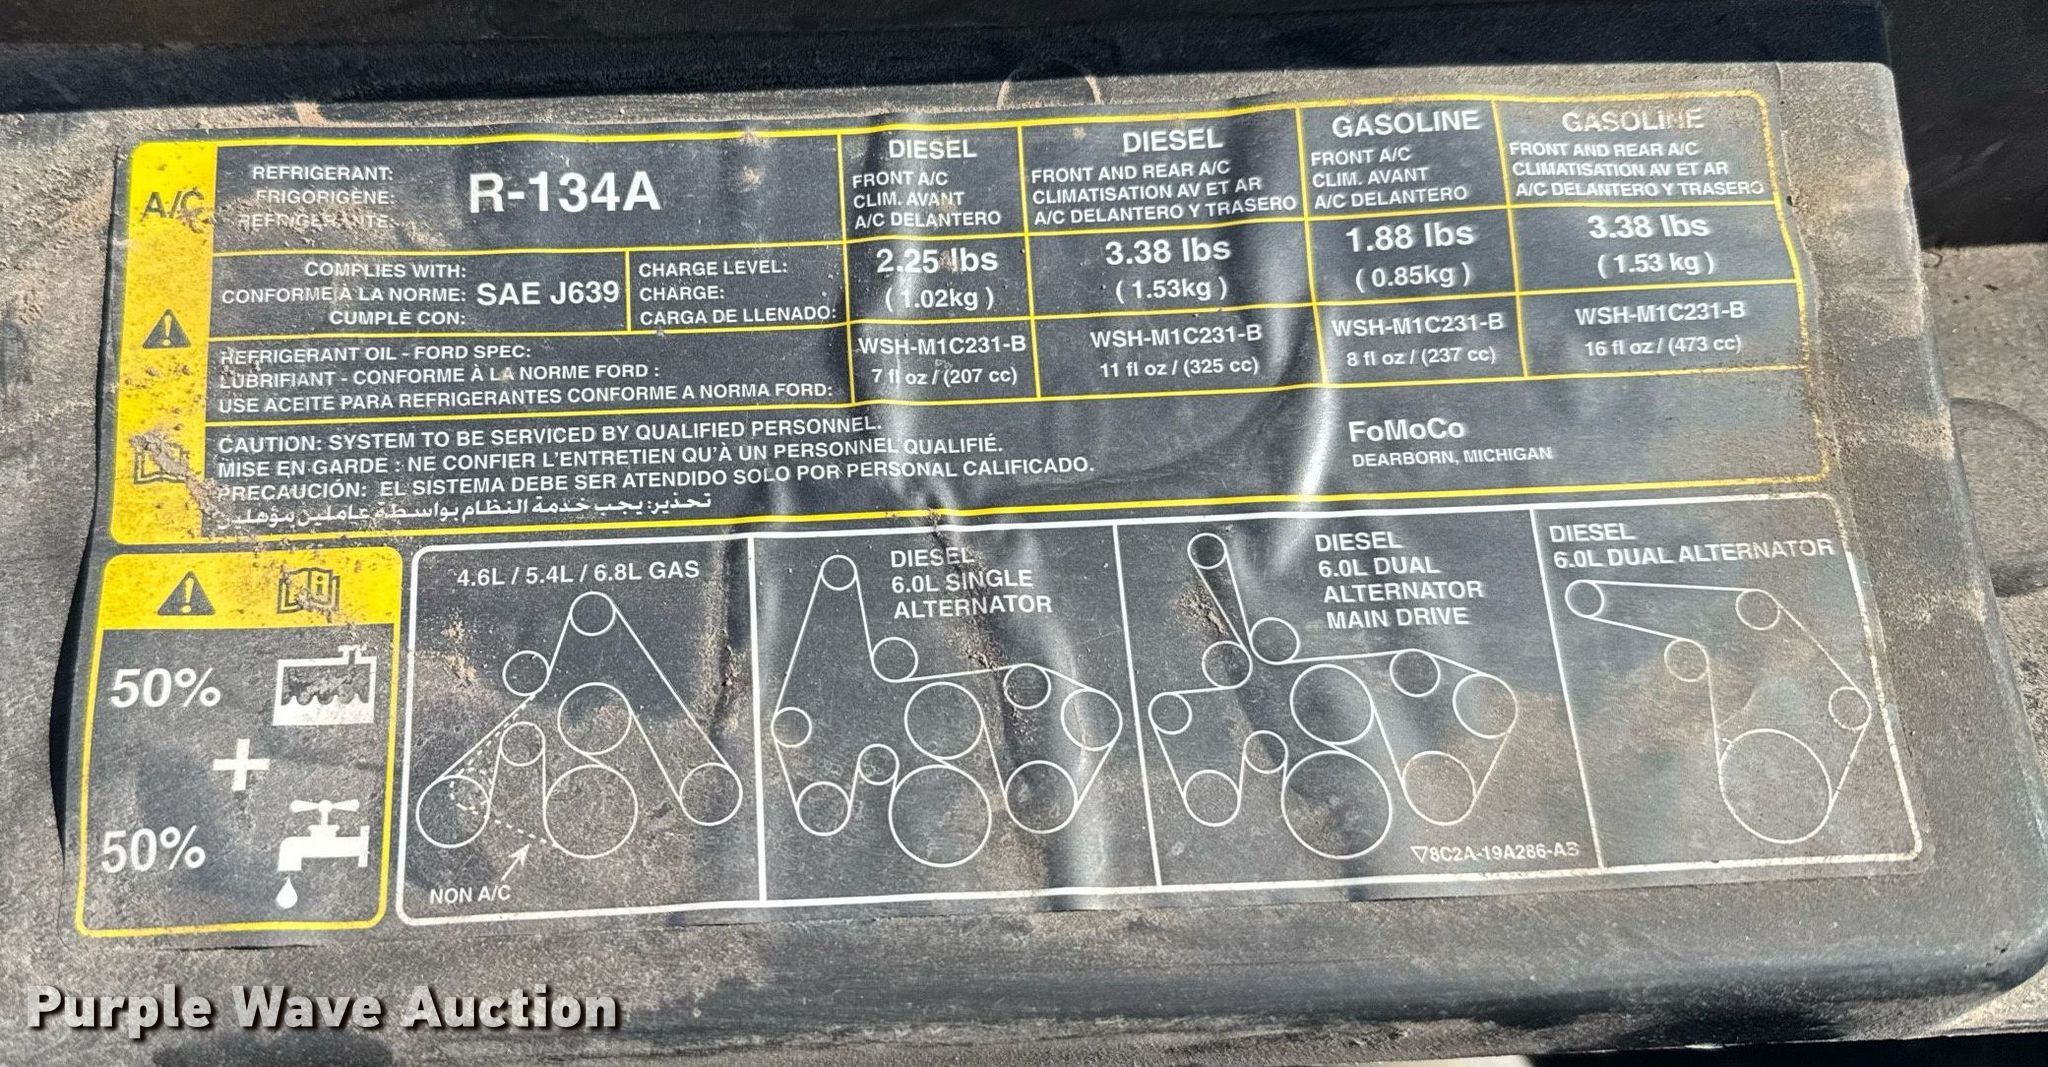 A/C
REFRIGERANT:
FRIGORIGÈNE:
REFRIGERANTE:
R-134A
DIESEL
FRONT A/C
CLIM. AVANT
A/C DELANTERO
DIESEL
FRONT AND REAR A/C
CLIMATISATION AV ET AR
A/C DELANTERO Y TRASERO
GASOLINE
FRONT A/C
CLIM. AVANT
A/C DELANTERO
GASOLINE
FRONT AND REAR A/C
CLIMATISATION AV ET AR
A/C DELANTERO Y TRASERO
COMPLIES WITH:
CONFORME À LA NORME:
CUMPLE CON:
SAE J639
CHARGE LEVEL:
CHARGE:
CARGA DE LLENADO:
2.25 lbs
( 1.02kg )
3.38 lbs
( 1.53kg )
1.88 lbs
( 0.85kg )
3.38 lbs
( 1.53 kg )
REFRIGERANT OIL - FORD SPEC:
LUBRIFIANT - CONFORME À LA NORME FORD :
USE ACEITE PARA REFRIGERANTES CONFORME A NORMA FORD:
WSH-M1C231-B
7 fl oz / (207 cc)
WSH-M1C231-B
11 fl oz / (325 cc)
WSH-M1C231-B
8 fl oz / (237 cc)
WSH-M1C231-B
16 fl oz / (473 cc)
CAUTION: SYSTEM TO BE SERVICED BY QUALIFIED PERSONNEL.
MISE EN GARDE : NE CONFIER L'ENTRETIEN QU'À UN PERSONNEL QUALIFIÉ.
PRECAUCIÓN: EL SISTEMA DEBE SER ATENDIDO SOLO POR PERSONAL CALIFICADO.
تحذير: يجب خدمة النظام بواسطة عاملين مؤهلين
FoMoCo
DEARBORN, MICHIGAN
50%
+
50%
4.6L / 5.4L / 6.8L GAS
NON A/C
DIESEL
6.0L SINGLE
ALTERNATOR
DIESEL
6.0L DUAL
ALTERNATOR
MAIN DRIVE
DIESEL
6.0L DUAL ALTERNATOR
8C2A-19A286-AB
Purple Wave Auction